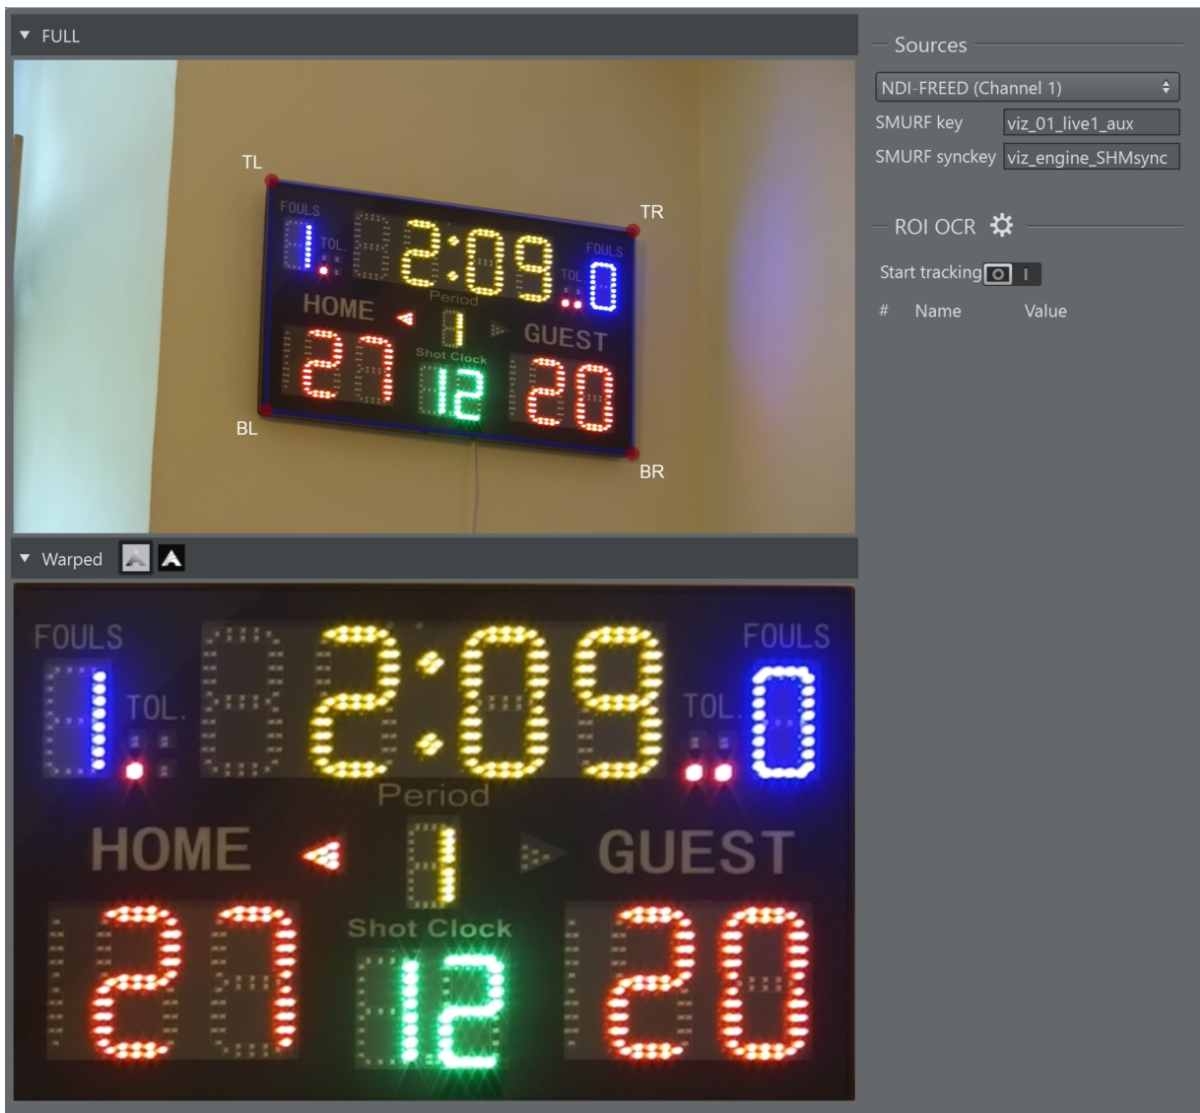 FULL
TL
TR
FOULS
1
TOL.
2:09
TOL.
FOULS
0
Period
HOME
1
GUEST
Shot Clock
27
12
20
BL
BR
Warped
FOULS
1
TOL.
2:09
TOL.
FOULS
0
Period
HOME
1
GUEST
Shot Clock
27
12
20
Sources
NDI-FREED (Channel 1)
SMURF key viz_01_live1_aux
SMURF synckey viz_engine_SHMsync
ROI OCR
Start tracking
# Name Value